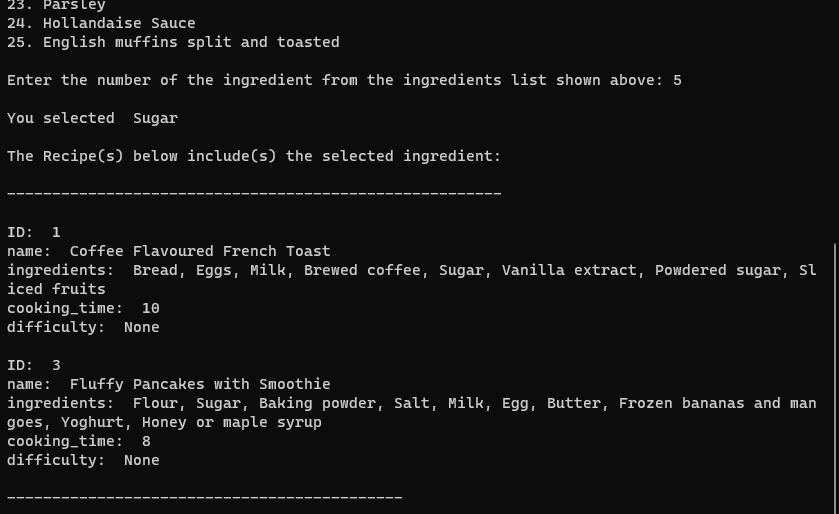 23. Parsley
24. Hollandaise Sauce
25. English muffins split and toasted
Enter the number of the ingredient from the ingredients list shown above: 5
You selected  Sugar
The Recipe(s) below include(s) the selected ingredient:
-------------------------------------------------------
ID:  1
name:  Coffee Flavoured French Toast
ingredients:  Bread, Eggs, Milk, Brewed coffee, Sugar, Vanilla extract, Powdered sugar, Sl
iced fruits
cooking_time:  10
difficulty:  None
ID:  3
name:  Fluffy Pancakes with Smoothie
ingredients:  Flour, Sugar, Baking powder, Salt, Milk, Egg, Butter, Frozen bananas and man
goes, Yoghurt, Honey or maple syrup
cooking_time:  8
difficulty:  None
--------------------------------------------